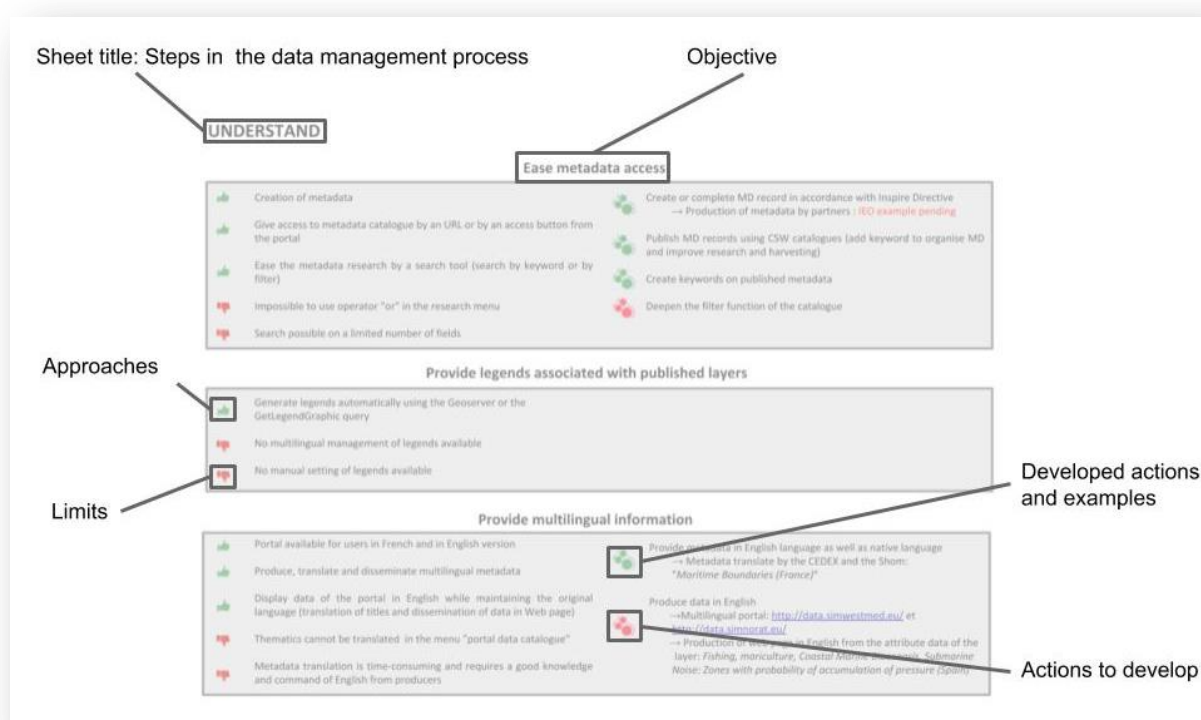 Sheet title: Steps in the data management process
Objective
UNDERSTAND
Ease metadata access
Creation of metadata
Give access to metadata catalogue by an URL or by an access button from
the portal
Ease the metadata research by a search tool (search by keyword or by
filter)
Impossible to use operator "or" in the research menu
Search possible on a limited number of fields
Create or complete MD record in accordance with Inspire Directive
→ Production of metadata by partners : IEO example pending
Publish MD records using CSW catalogues (add keyword to organise MD
and improve research and harvesting)
Create keywords on published metadata
Deepen the filter function of the catalogue
Approaches
Provide legends associated with published layers
Generate legends automatically using the Geoserver or the
GetLegendGraphic query
No multilingual management of legends available
No manual setting of legends available
Limits
Developed actions
and examples
Provide multilingual information
Portal available for users in French and in English version
Produce, translate and disseminate multilingual metadata
Display data of the portal in English while maintaining the original
language (translation of titles and dissemination of data in Web page)
Thematics cannot be translated in the menu "portal data catalogue"
Metadata translation is time-consuming and requires a good knowledge
and command of English from producers
Provide metadata in English language as well as native language
→ Metadata translate by the CEDEX and the Shom:
"Maritime Boundaries (France)"
Produce data in English
→Multilingual portal: http://data.simwestmed.eu/ et
http://data.simnorat.eu/
→ Production of web page in English from the attribute data of the
layer: Fishing, mariculture, Coastal Marine Submarine
Noise: Zones with probability of accumulation of pressure (Spain)
Actions to develop